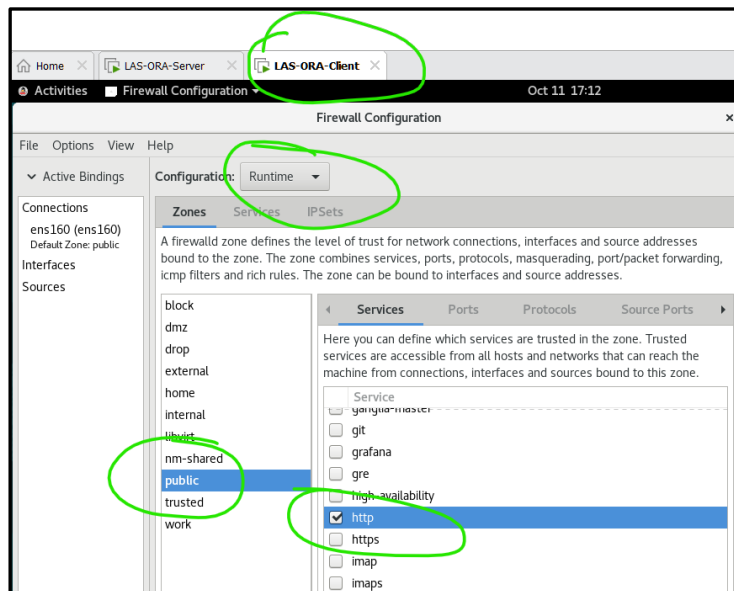 Home × LAS-ORA-Server × LAS-ORA-Client ×
Activities Firewall Configuration Oct 11 17:12
Firewall Configuration ×
File Options View Help
Active Bindings
Configuration: Runtime
Connections
ens160 (ens160)
Default Zone: public
Interfaces
Sources
Zones Services IPSets
A firewalld zone defines the level of trust for network connections, interfaces and source addresses
bound to the zone. The zone combines services, ports, protocols, masquerading, port/packet forwarding,
icmp filters and rich rules. The zone can be bound to interfaces and source addresses.
block
dmz
drop
external
home
internal
libvirt
nm-shared
public
trusted
work
Services Ports Protocols Source Ports
Here you can define which services are trusted in the zone. Trusted
services are accessible from all hosts and networks that can reach the
machine from connections, interfaces and sources bound to this zone.
Service
ganglia-master
git
grafana
gre
high-availability
http
https
imap
imaps